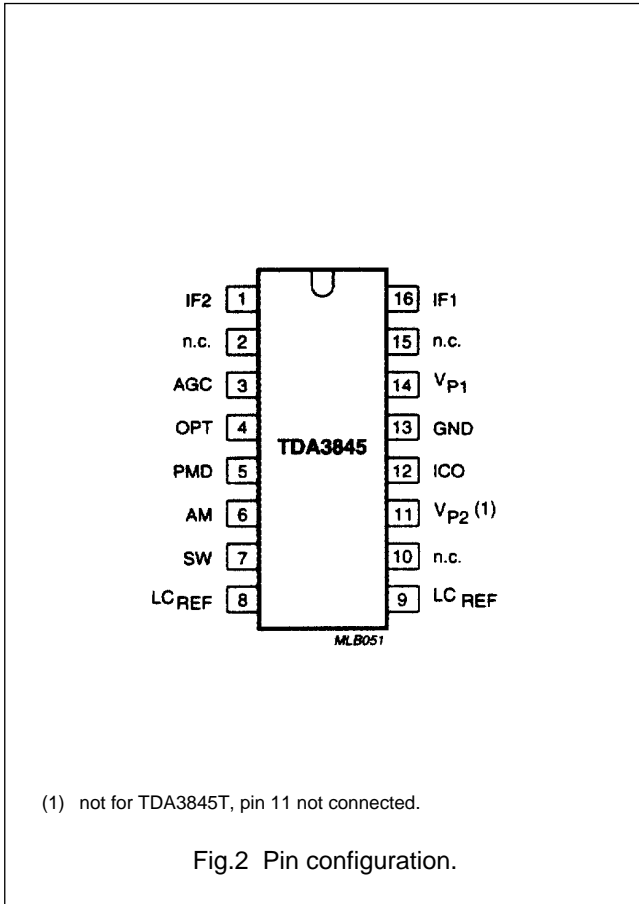 IF2 1 16 IF1
n.c. 2 15 n.c.
AGC 3 14 VP1
OPT 4 13 GND
TDA3845
PMD 5 12 ICO
AM 6 11 VP2 (1)
SW 7 10 n.c.
LCREF 8 9 LC REF
MLB051
(1) not for TDA3845T, pin 11 not connected.
Fig.2 Pin configuration.